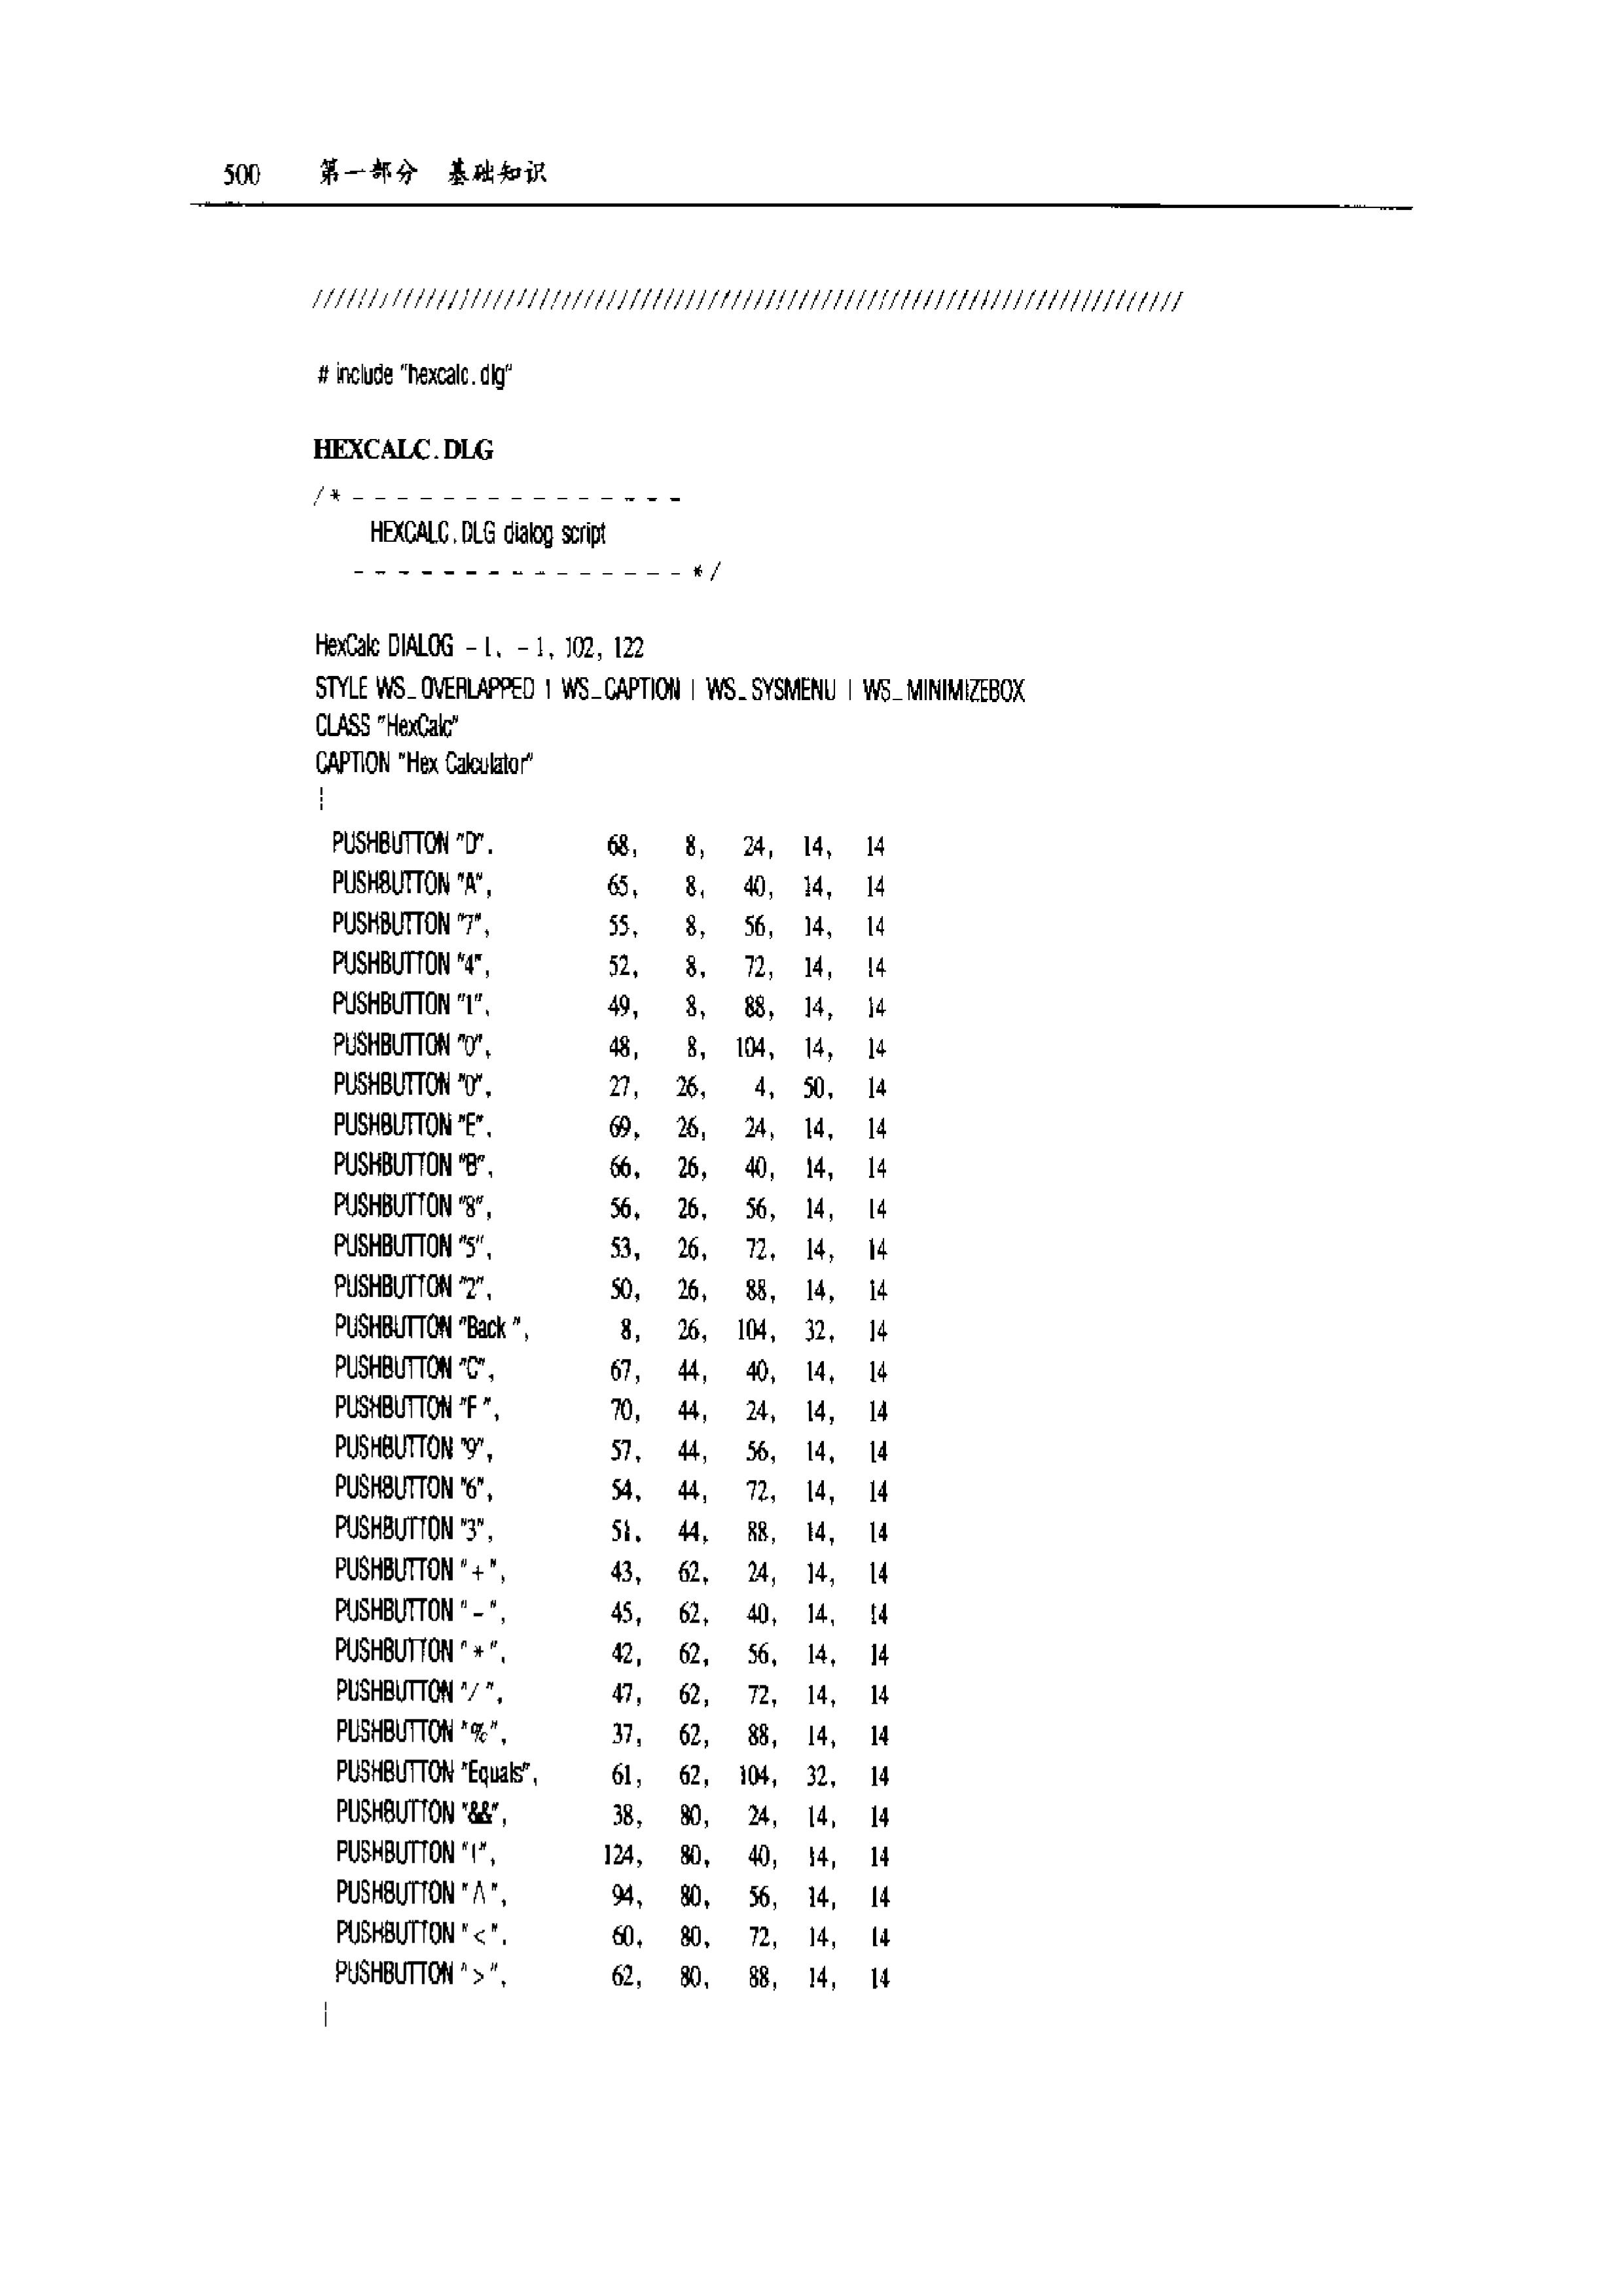 500 第一部分 基础知识
//////////////////////////////////////////////////////////////////////////////
# include "hexcalc.dlg"
HEXCALC.DLG
/* - - - - - - - - - - - - - - -
HEXCALC.DLG dialog script
- - - - - - - - - - - - - - - */
HexCalc DIALOG -1, -1, 102, 122
STYLE WS_OVERLAPPED | WS_CAPTION | WS_SYSMENU | WS_MINIMIZEBOX
CLASS "HexCalc"
CAPTION "Hex Calculator"
{
PUSHBUTTON "D", 68, 8, 24, 14, 14
PUSHBUTTON "A", 65, 8, 40, 14, 14
PUSHBUTTON "7", 55, 8, 56, 14, 14
PUSHBUTTON "4", 52, 8, 72, 14, 14
PUSHBUTTON "1", 49, 8, 88, 14, 14
PUSHBUTTON "0", 48, 8, 104, 14, 14
PUSHBUTTON "0", 27, 26, 4, 50, 14
PUSHBUTTON "E", 69, 26, 24, 14, 14
PUSHBUTTON "B", 66, 26, 40, 14, 14
PUSHBUTTON "8", 56, 26, 56, 14, 14
PUSHBUTTON "5", 53, 26, 72, 14, 14
PUSHBUTTON "2", 50, 26, 88, 14, 14
PUSHBUTTON "Back ", 8, 26, 104, 32, 14
PUSHBUTTON "C", 67, 44, 40, 14, 14
PUSHBUTTON "F ", 70, 44, 24, 14, 14
PUSHBUTTON "9", 57, 44, 56, 14, 14
PUSHBUTTON "6", 54, 44, 72, 14, 14
PUSHBUTTON "3", 51, 44, 88, 14, 14
PUSHBUTTON " + ", 43, 62, 24, 14, 14
PUSHBUTTON " - ", 45, 62, 40, 14, 14
PUSHBUTTON " * ", 42, 62, 56, 14, 14
PUSHBUTTON "/ ", 47, 62, 72, 14, 14
PUSHBUTTON "%", 37, 62, 88, 14, 14
PUSHBUTTON "Equals", 61, 62, 104, 32, 14
PUSHBUTTON "&&", 38, 80, 24, 14, 14
PUSHBUTTON "|", 124, 80, 40, 14, 14
PUSHBUTTON " ∧ ", 94, 80, 56, 14, 14
PUSHBUTTON " < ", 60, 80, 72, 14, 14
PUSHBUTTON " > ", 62, 80, 88, 14, 14
}